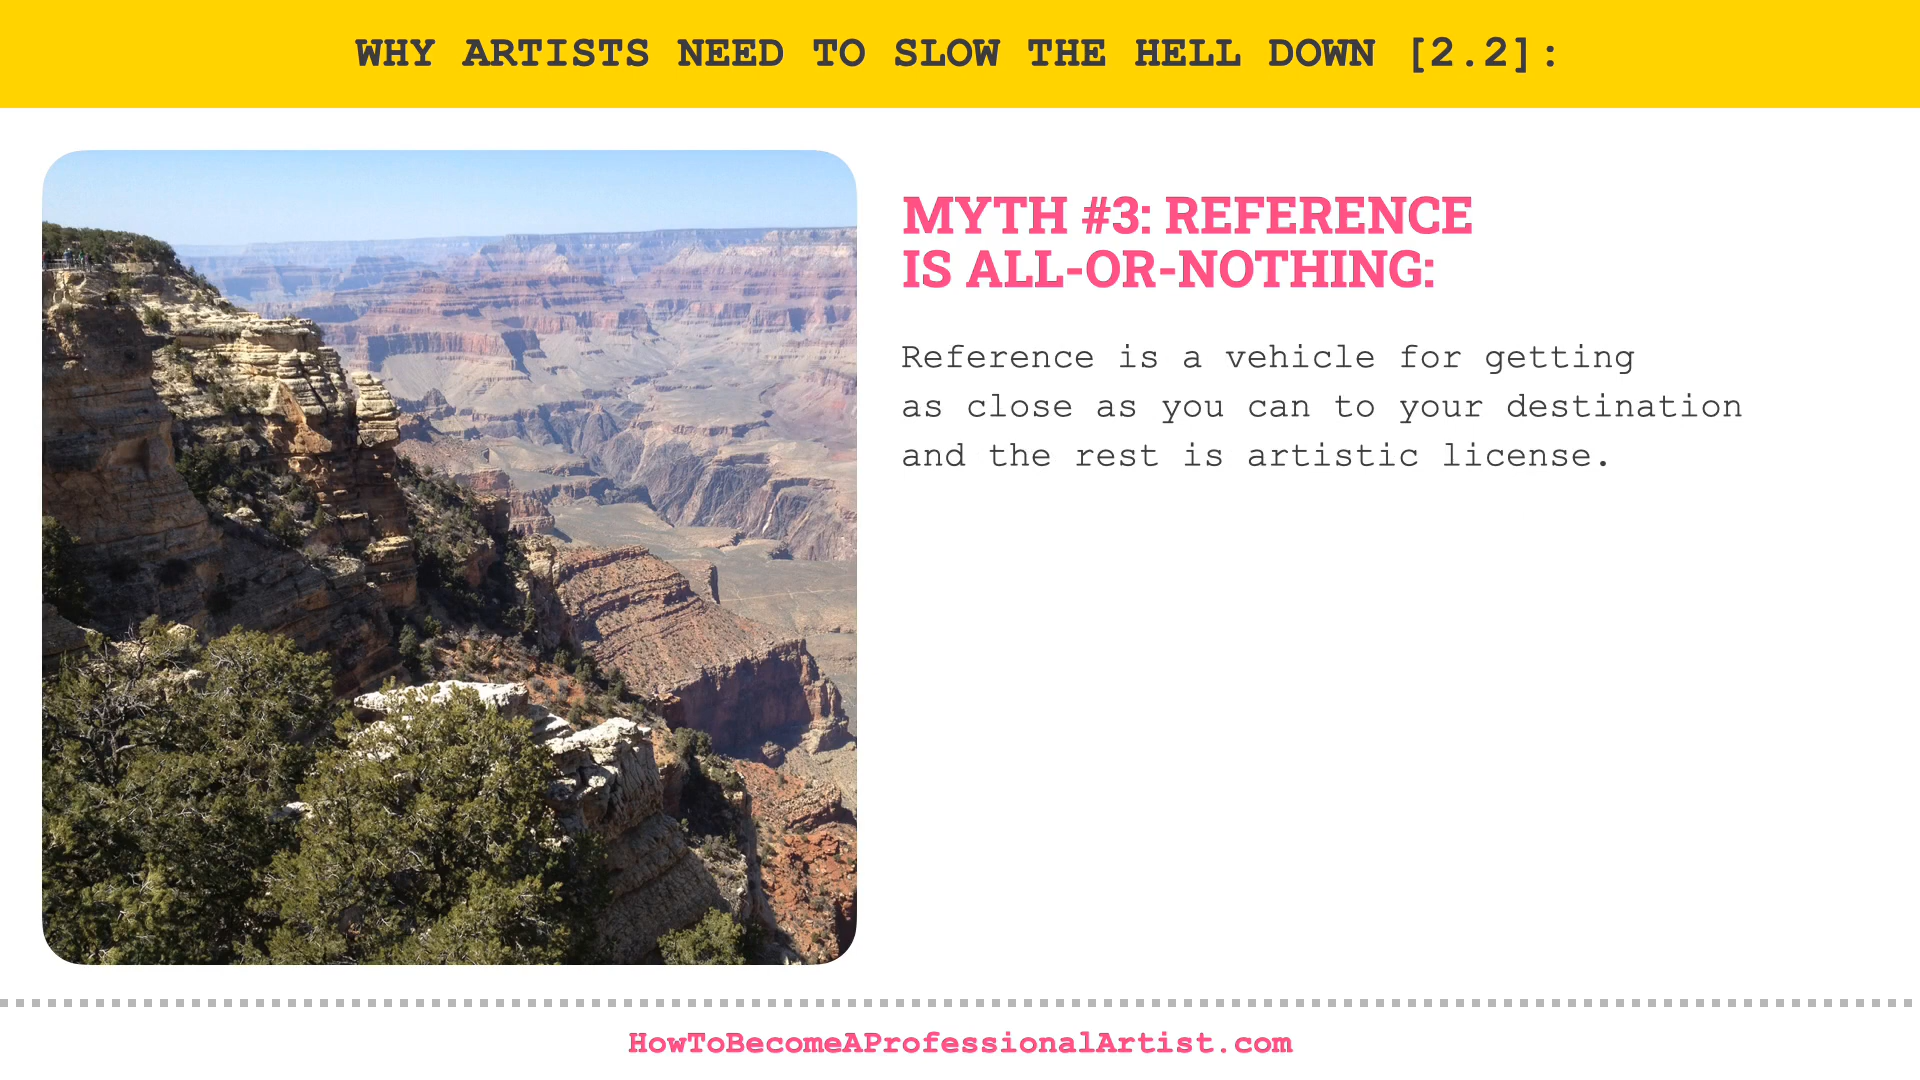 WHY ARTISTS NEED TO SLOW THE HELL DOWN [2.2]:
MYTH #3: REFERENCE
IS ALL-OR-NOTHING:
Reference is a vehicle for getting
as close as you can to your destination
and the rest is artistic license.
HowToBecomeAProfessionalArtist.com